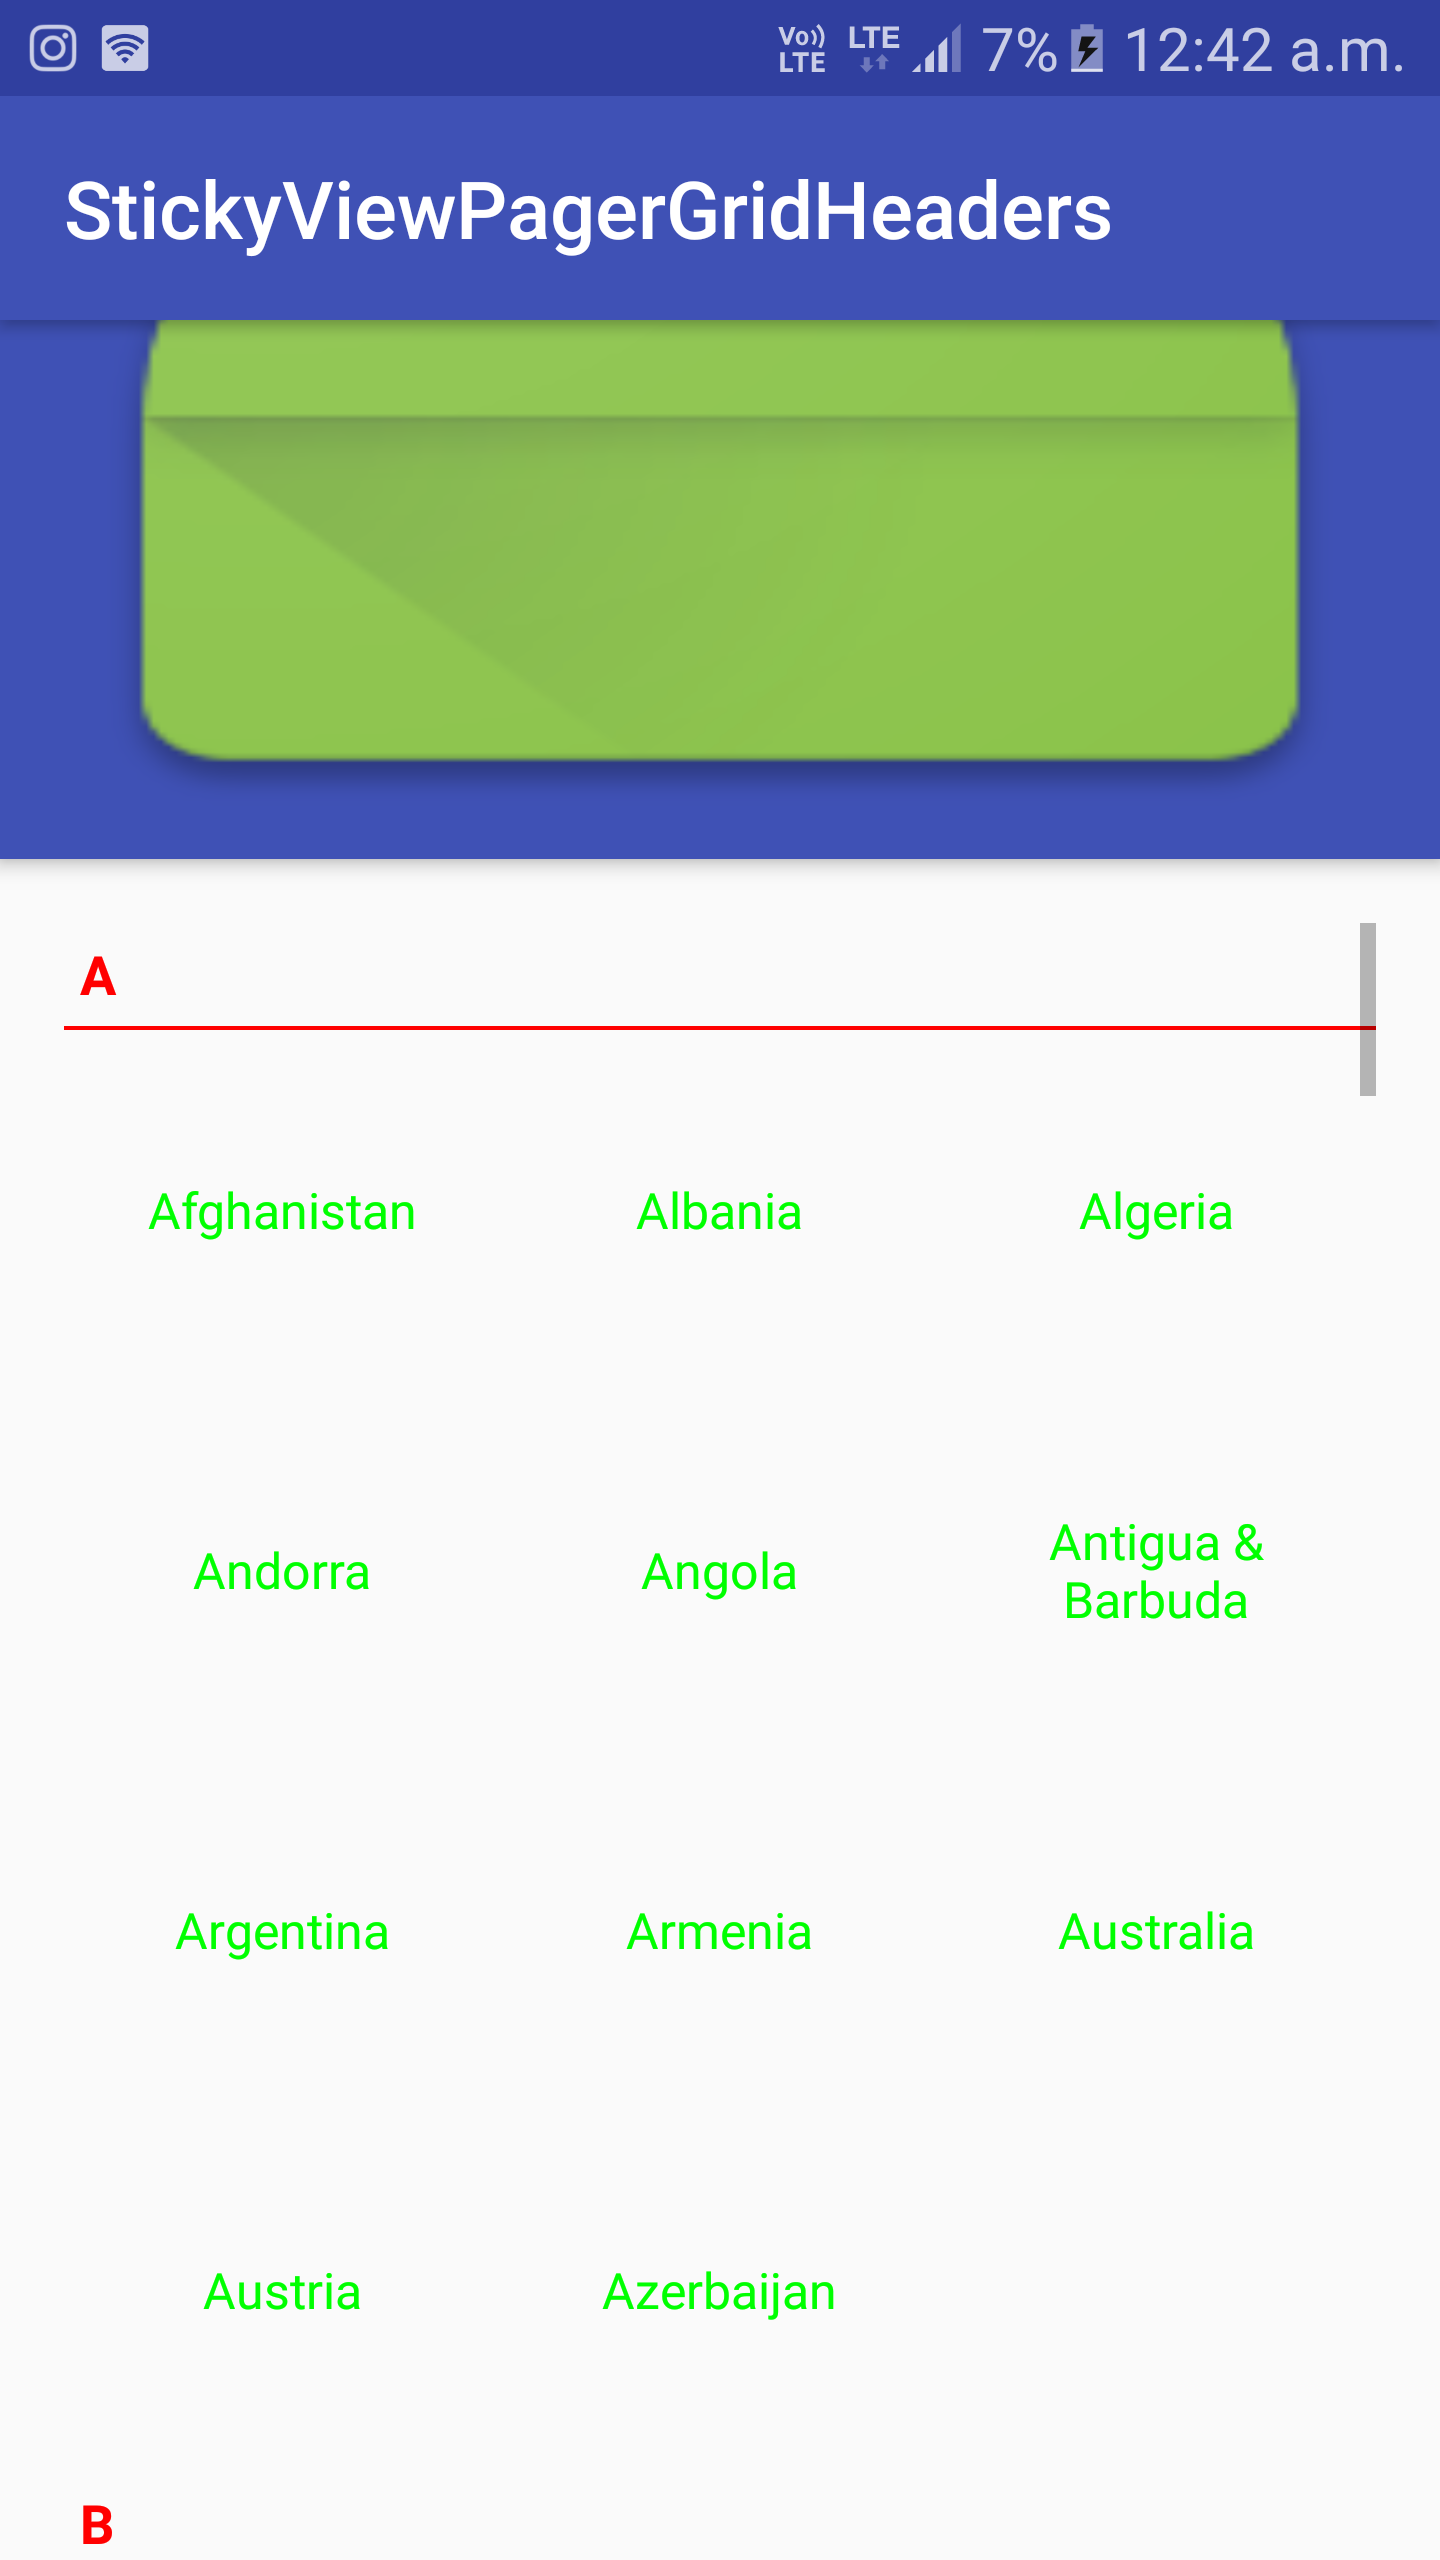 Vo)) LTE LTE 7% 12:42 a.m.
StickyViewPagerGridHeaders
A
Afghanistan Albania Algeria
Andorra Angola Antigua &
Barbuda
Argentina Armenia Australia
Austria Azerbaijan
B